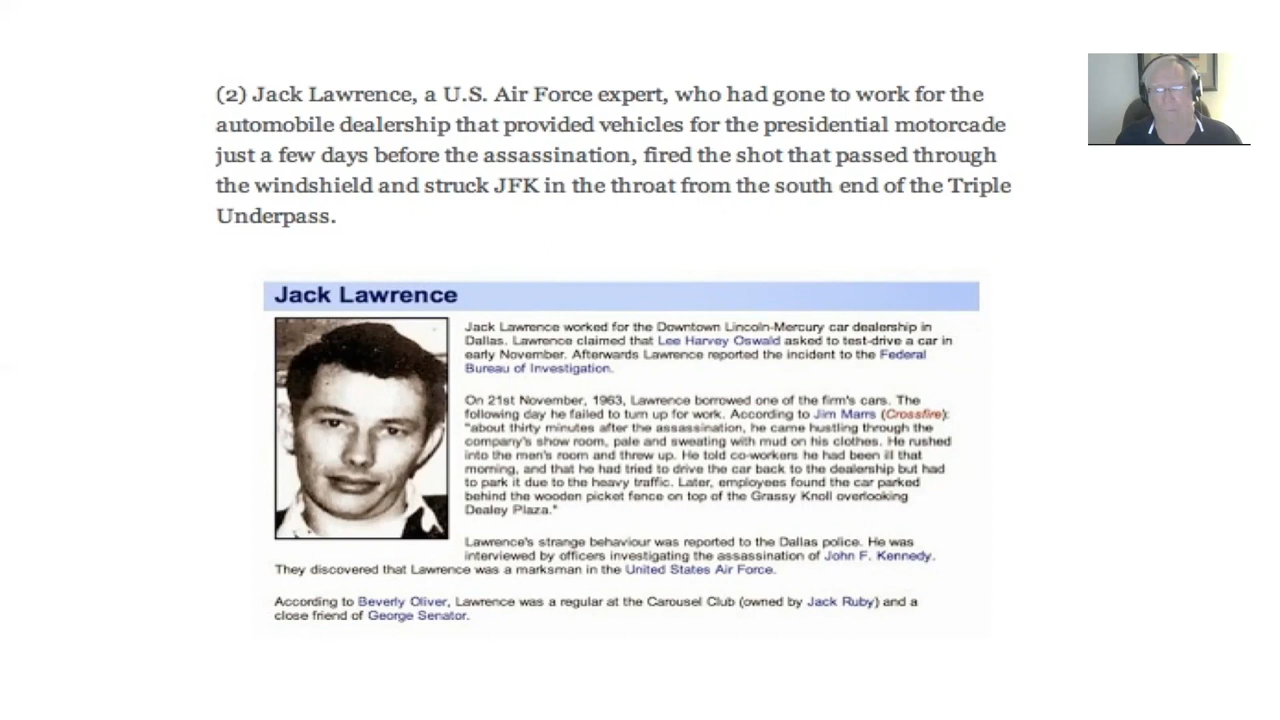 (2) Jack Lawrence, a U.S. Air Force expert, who had gone to work for the
automobile dealership that provided vehicles for the presidential motorcade
just a few days before the assassination, fired the shot that passed through
the windshield and struck JFK in the throat from the south end of the Triple
Underpass.
Jack Lawrence
Jack Lawrence worked for the Downtown Lincoln-Mercury car dealership in
Dallas. Lawrence claimed that Lee Harvey Oswald asked to test-drive a car in
early November. Afterwards Lawrence reported the incident to the Federal
Bureau of Investigation.
On 21st November, 1963, Lawrence borrowed one of the firm's cars. The
following day he failed to turn up for work. According to Jim Marrs (Crossfire):
"about thirty minutes after the assassination, he came hustling through the
company's show room, pale and sweating with mud on his clothes. He rushed
into the men's room and threw up. He told co-workers he had been ill that
morning, and that he had tried to drive the car back to the dealership but had
to park it due to the heavy traffic. Later, employees found the car parked
behind the wooden picket fence on top of the Grassy Knoll overlooking
Dealey Plaza."
Lawrence's strange behaviour was reported to the Dallas police. He was
interviewed by officers investigating the assassination of John F. Kennedy.
They discovered that Lawrence was a marksman in the United States Air Force.
According to Beverly Oliver, Lawrence was a regular at the Carousel Club (owned by Jack Ruby) and a
close friend of George Senator.